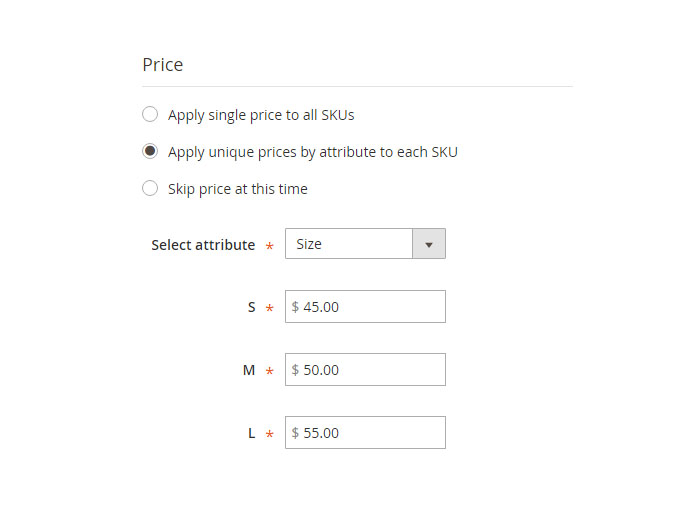 Price
Apply single price to all SKUs
Apply unique prices by attribute to each SKU
Skip price at this time
Select attribute * Size
S * $ 45.00
M * $ 50.00
L * $ 55.00